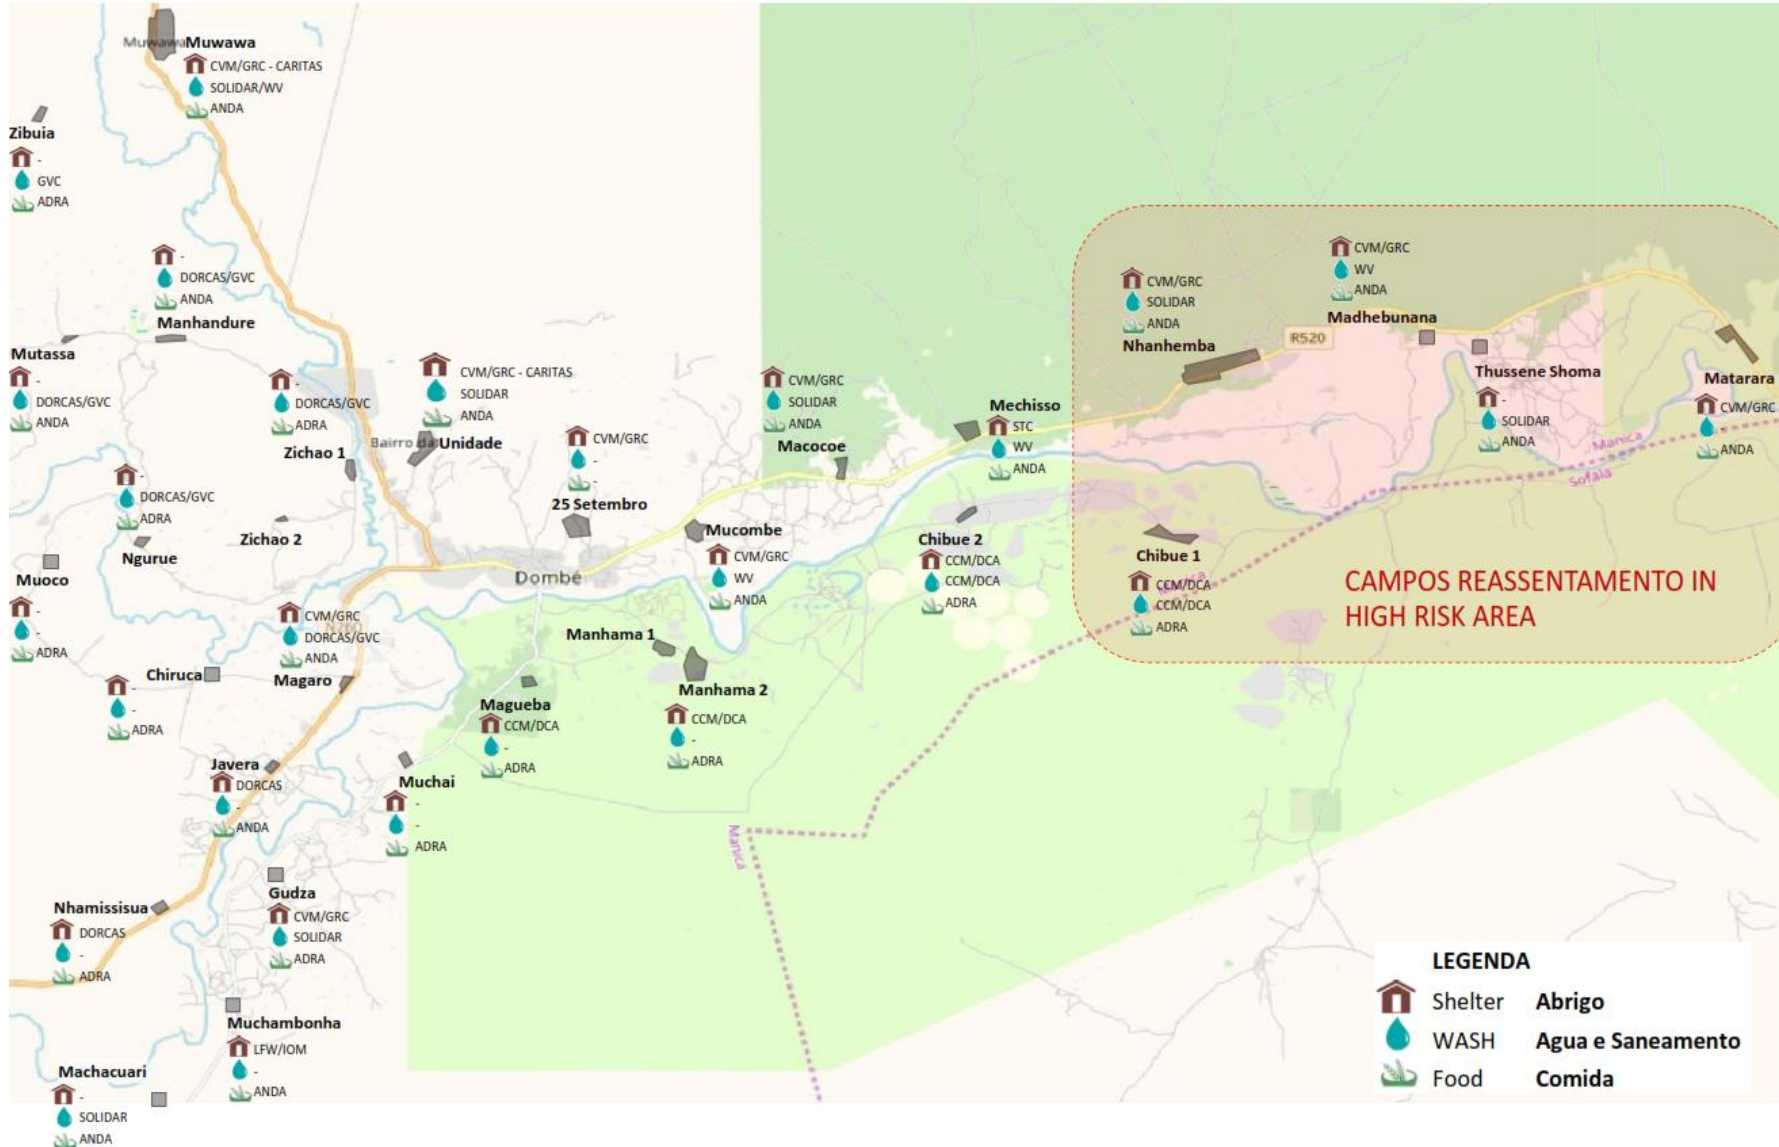 Muwawa
Muwawa
CVM/GRC - CARITAS
SOLIDAR/WV
ANDA
Zibuia
-
GVC
ADRA
-
DORCAS/GVC
ANDA
Manhandure
Mutassa
-
DORCAS/GVC
ANDA
-
DORCAS/GVC
ADRA
Zichao 1
CVM/GRC - CARITAS
SOLIDAR
ANDA
Bairro da
Unidade
CVM/GRC
-
-
25 Setembro
CVM/GRC
SOLIDAR
ANDA
Macocoe
Mechisso
STC
WV
ANDA
CVM/GRC
SOLIDAR
ANDA
Nhanhemba
CVM/GRC
WV
ANDA
Madhebunana
R520
Thussene Shoma
-
SOLIDAR
ANDA
Matarara
CVM/GRC
-
ANDA
Manica
Sofala
-
DORCAS/GVC
ADRA
Ngurue
Zichao 2
Muoco
-
-
ADRA
Dombé
Mucombe
CVM/GRC
WV
ANDA
Chibue 2
CCM/DCA
CCM/DCA
ADRA
Chibue 1
CCM/DCA
CCM/DCA
ADRA
Manica
CAMPOS REASSENTAMENTO IN
HIGH RISK AREA
CVM/GRC
DORCAS/GVC
ANDA
N260
Magaro
Chiruca
-
-
ADRA
Manhama 1
Manhama 2
CCM/DCA
-
ADRA
Magueba
CCM/DCA
-
ADRA
Javera
DORCAS
-
ANDA
Muchai
-
-
ADRA
Manica
Gudza
CVM/GRC
SOLIDAR
ADRA
Nhamissisua
DORCAS
-
ADRA
Muchambonha
LFW/IOM
-
ANDA
Machacuari
-
SOLIDAR
ANDA
LEGENDA
Shelter Abrigo
WASH Agua e Saneamento
Food Comida